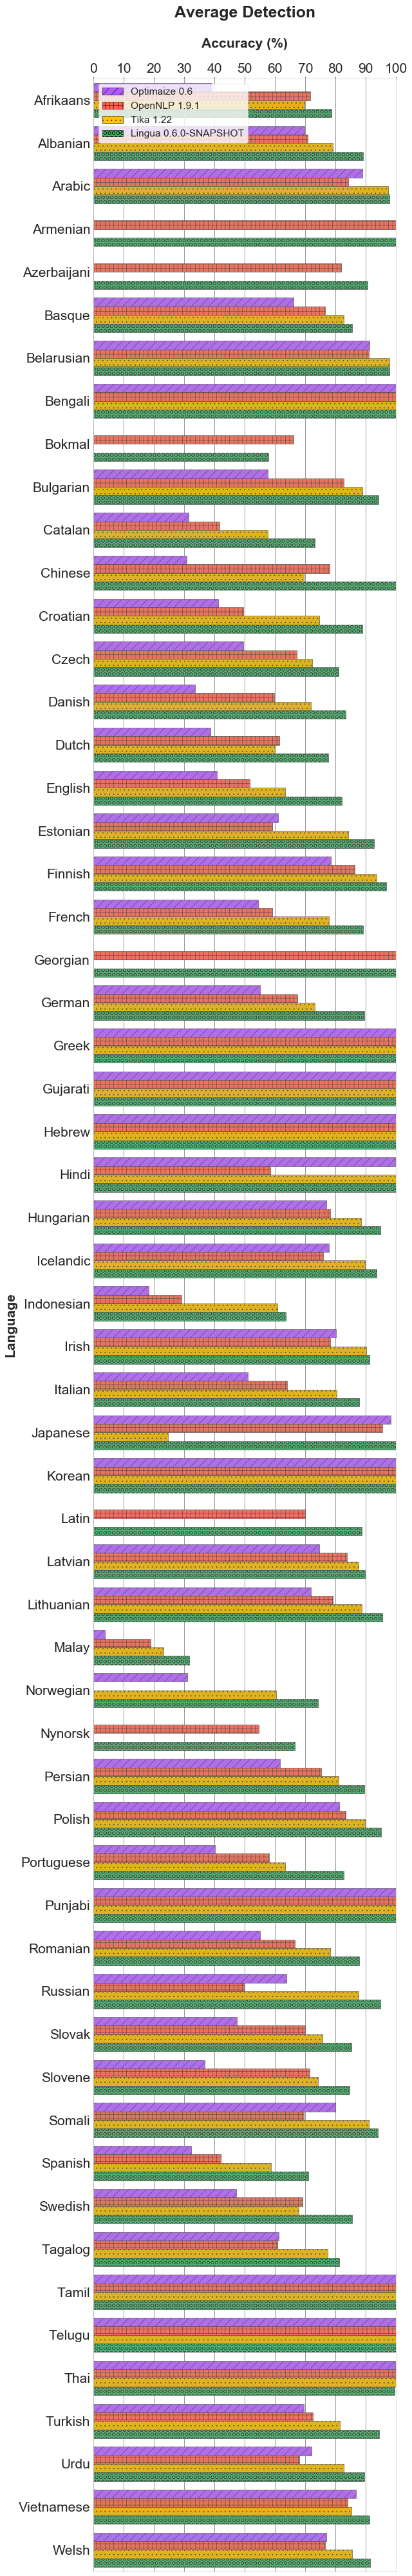 Average Detection
Accuracy (%)
0 10 20 30 40 50 60 70 80 90 100
Optimaize 0.6
OpenNLP 1.9.1
Tika 1.22
Lingua 0.6.0-SNAPSHOT
Language
Afrikaans
Albanian
Arabic
Armenian
Azerbaijani
Basque
Belarusian
Bengali
Bokmal
Bulgarian
Catalan
Chinese
Croatian
Czech
Danish
Dutch
English
Estonian
Finnish
French
Georgian
German
Greek
Gujarati
Hebrew
Hindi
Hungarian
Icelandic
Indonesian
Irish
Italian
Japanese
Korean
Latin
Latvian
Lithuanian
Malay
Norwegian
Nynorsk
Persian
Polish
Portuguese
Punjabi
Romanian
Russian
Slovak
Slovene
Somali
Spanish
Swedish
Tagalog
Tamil
Telugu
Thai
Turkish
Urdu
Vietnamese
Welsh